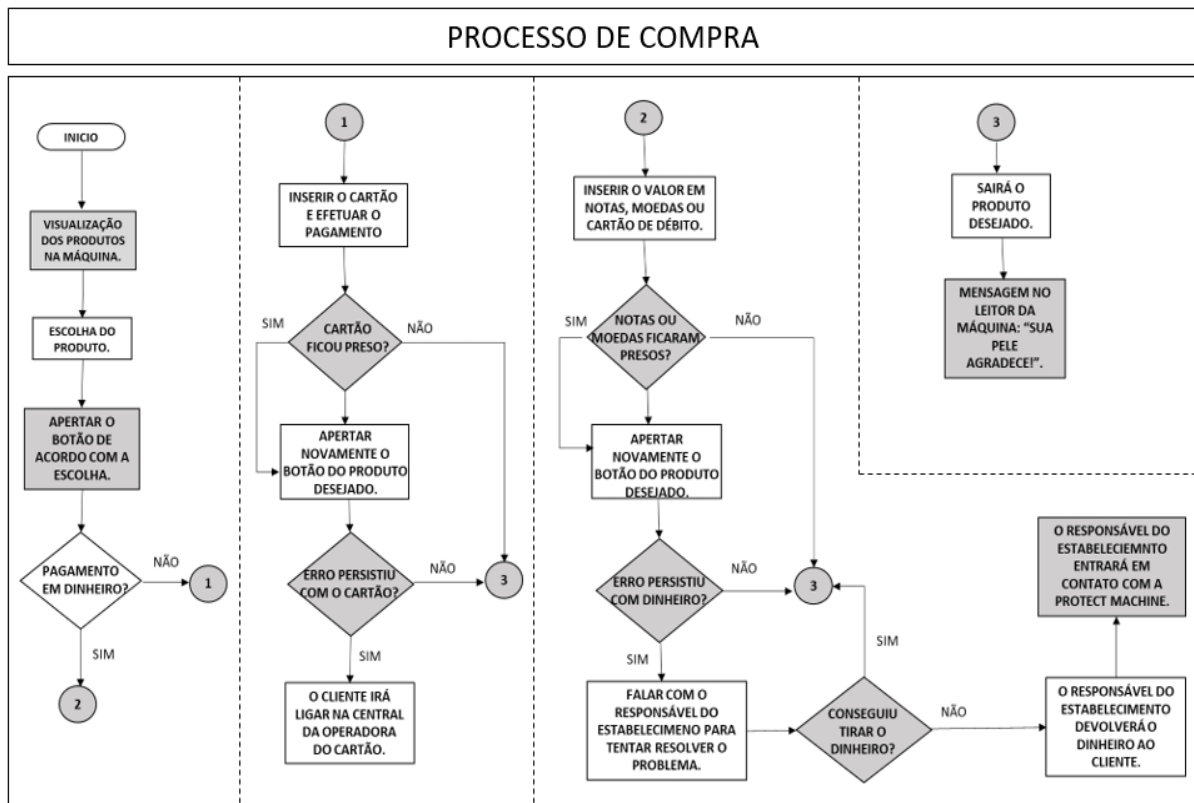 PROCESSO DE COMPRA
INICIO
VISUALIZAÇÃO
DOS PRODUTOS
NA MÁQUINA.
ESCOLHA DO
PRODUTO.
APERTAR O
BOTÃO DE
ACORDO COM A
ESCOLHA.
PAGAMENTO
EM DINHEIRO?
NÃO
1
SIM
2
1
INSERIR O CARTÃO
E EFETUAR O
PAGAMENTO
SIM
CARTÃO
FICOU PRESO?
NÃO
APERTAR
NOVAMENTE O
BOTÃO DO PRODUTO
DESEJADO.
ERRO PERSISTIU
COM O CARTÃO?
NÃO
3
SIM
O CLIENTE IRÁ
LIGAR NA CENTRAL
DA OPERADORA
DO CARTÃO.
2
INSERIR O VALOR EM
NOTAS, MOEDAS OU
CARTÃO DE DÉBITO.
SIM
NOTAS OU
MOEDAS FICARAM
PRESOS?
NÃO
APERTAR
NOVAMENTE O
BOTÃO DO PRODUTO
DESEJADO.
ERRO PERSISTIU
COM DINHEIRO?
NÃO
3
SIM
FALAR COM O
RESPONSÁVEL DO
ESTABELECIMENO PARA
TENTAR RESOLVER O
PROBLEMA.
SIM
CONSEGUIU
TIRAR O
DINHEIRO?
NÃO
O RESPONSÁVEL DO
ESTABELECIMENTO
DEVOLVERÁ O
DINHEIRO AO
CLIENTE.
O RESPONSÁVEL DO
ESTABELECIEMNTO
ENTRARÁ EM
CONTATO COM A
PROTECT MACHINE.
3
SAIRÁ O
PRODUTO
DESEJADO.
MENSAGEM NO
LEITOR DA
MÁQUINA: “SUA
PELE
AGRADECE!”.